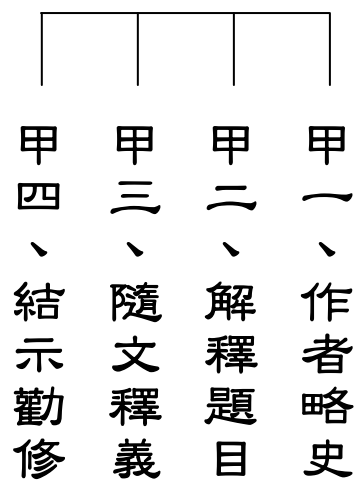 甲一、作者略史
甲二、解釋題目
甲三、隨文釋義
甲四、結示勸修